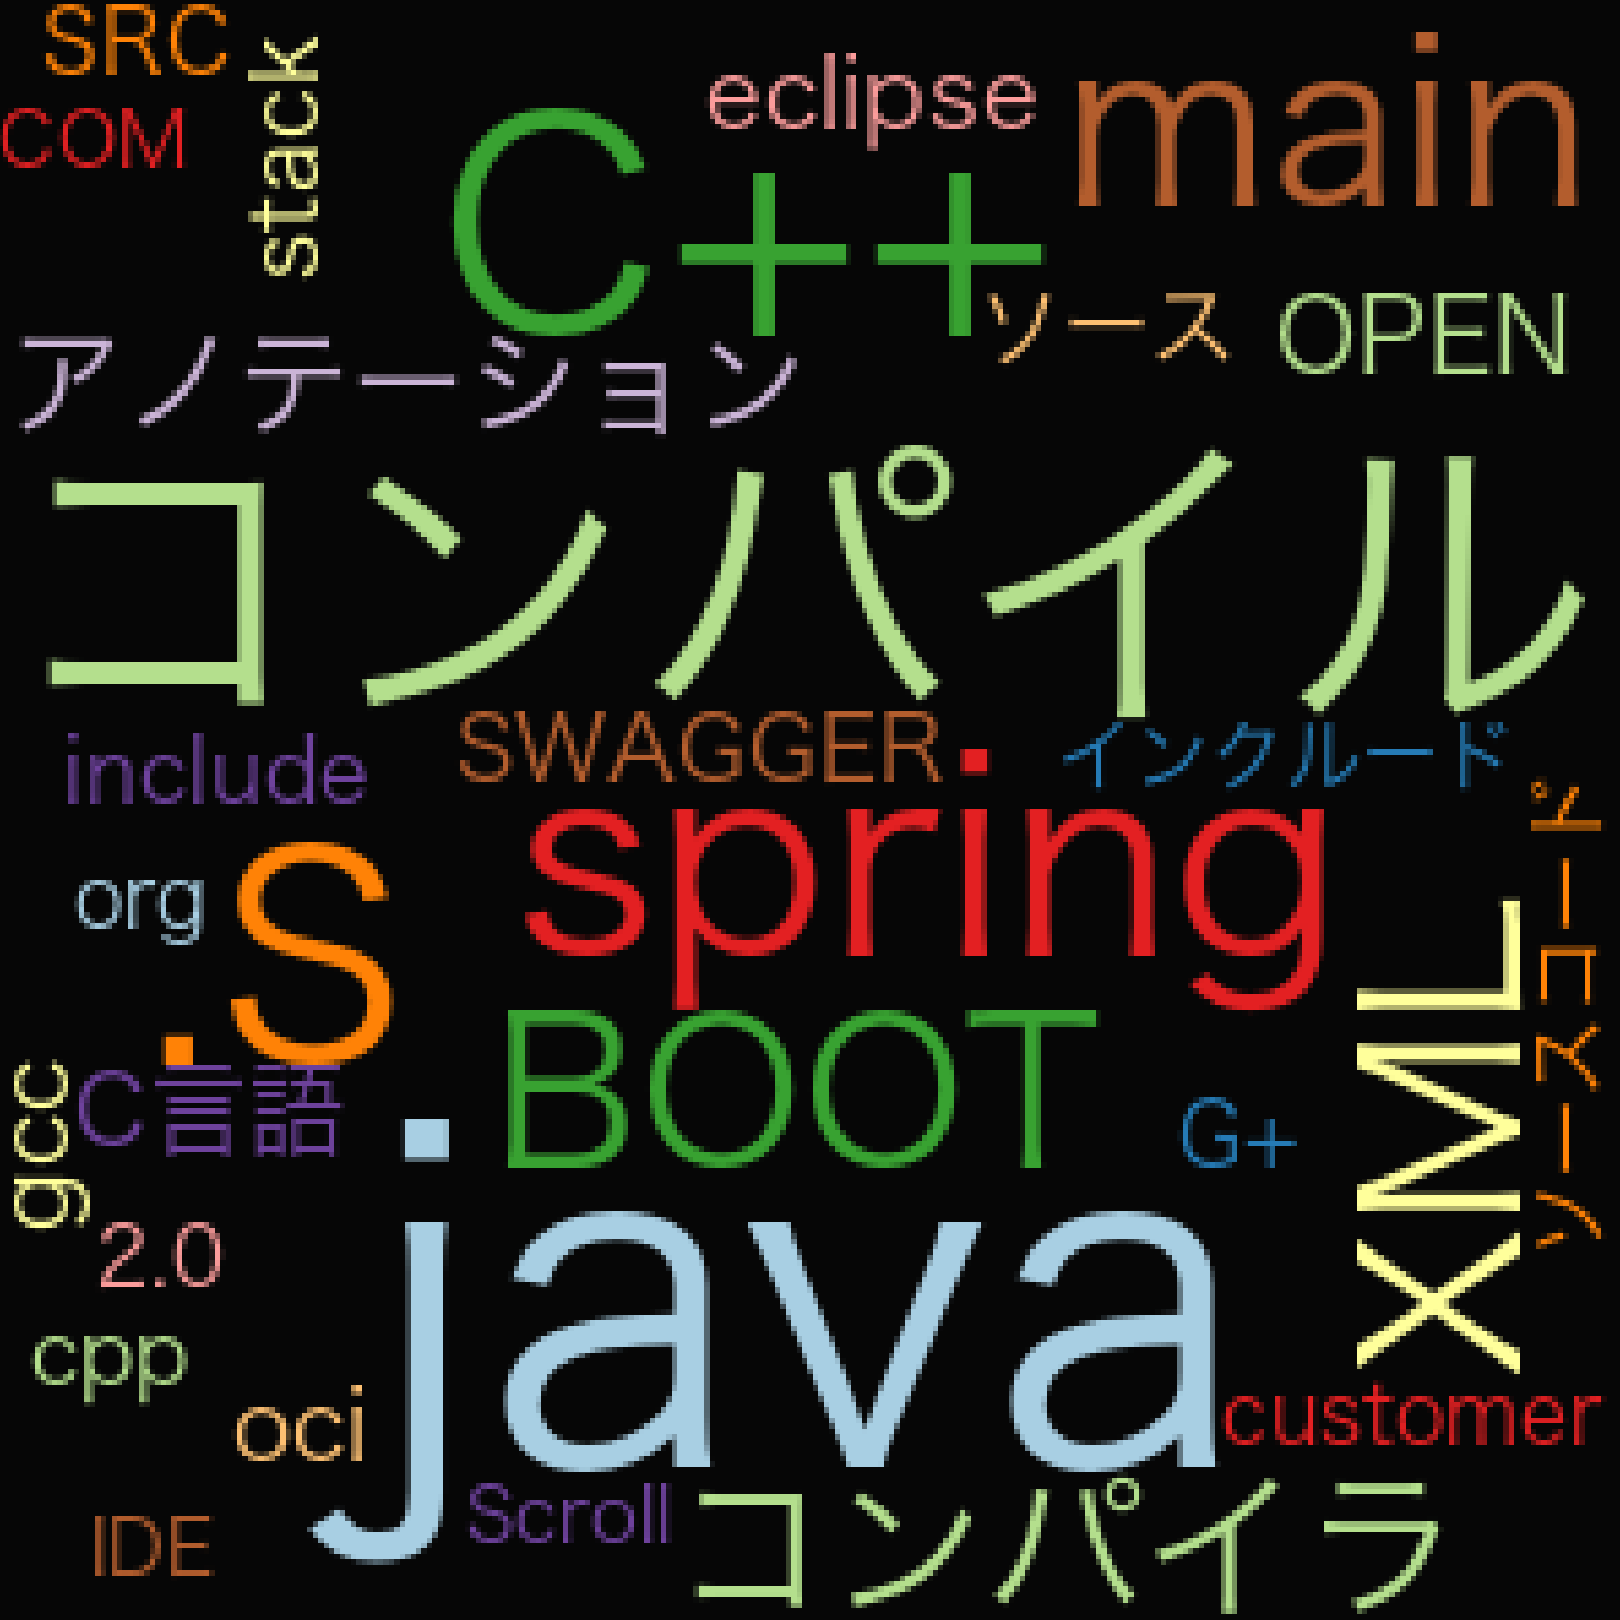 SRC
stack
eclipse
main
COM
C++
ソース
OPEN
アノテーション
コンパイル
include
SWAGGER
インクルード
spring
ソースコード
org
.S
XML
BOOT
gcc
C言語
G+
2.0
java
cpp
oci
customer
Scroll
コンパイラ
IDE